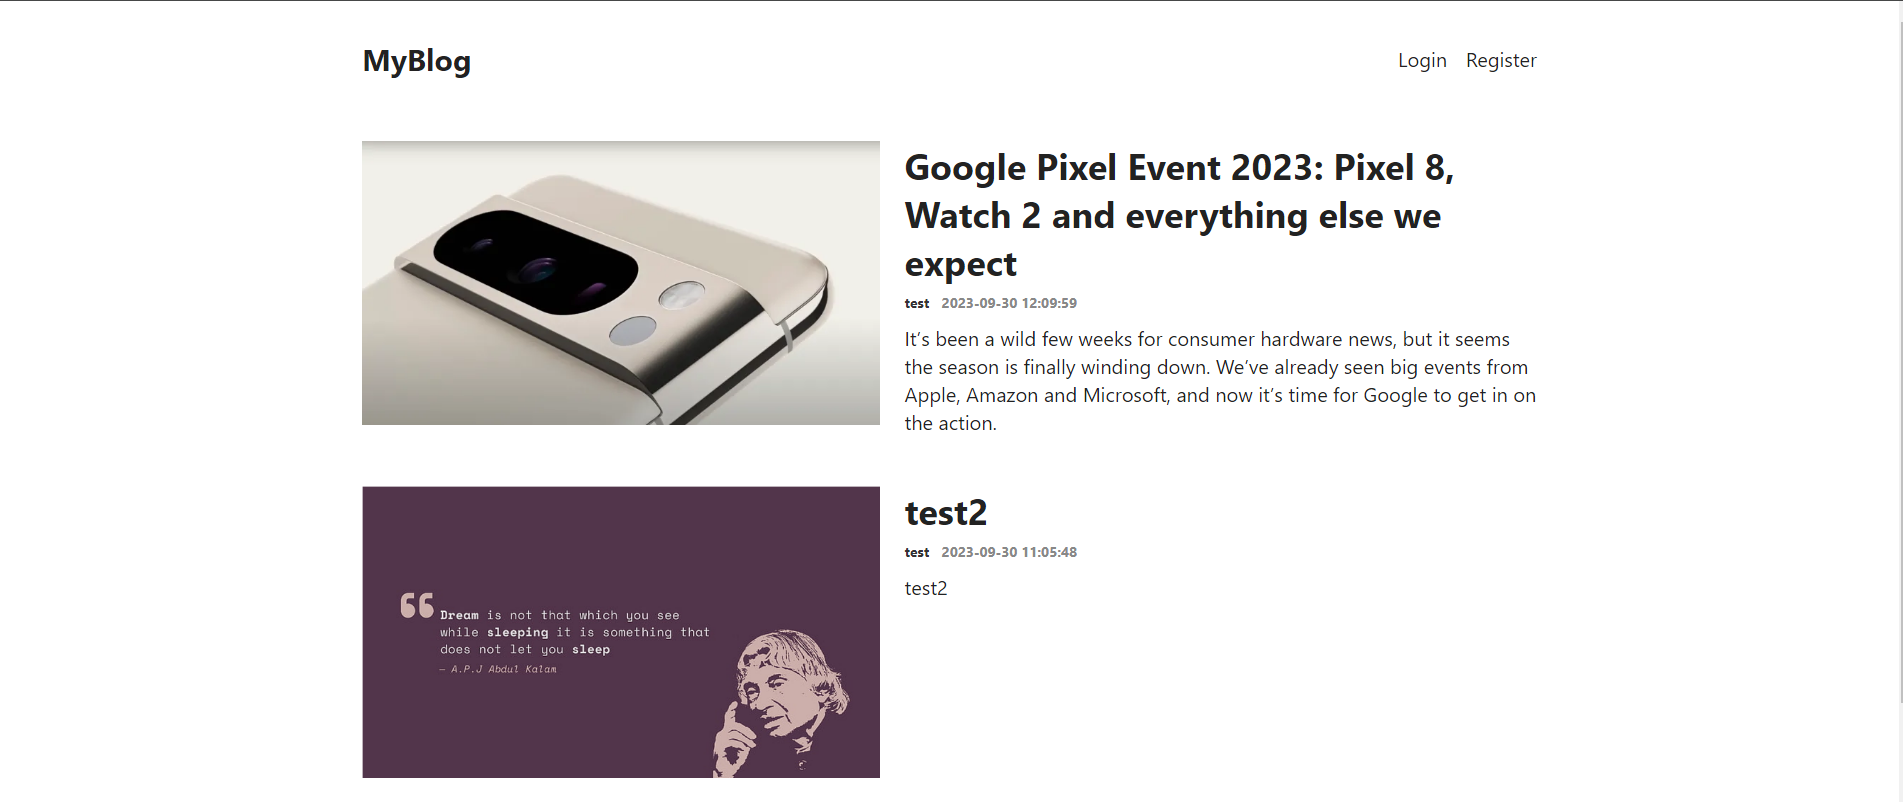 MyBlog
Login Register
Google Pixel Event 2023: Pixel 8,
Watch 2 and everything else we
expect
test 2023-09-30 12:09:59
It’s been a wild few weeks for consumer hardware news, but it seems
the season is finally winding down. We’ve already seen big events from
Apple, Amazon and Microsoft, and now it’s time for Google to get in on
the action.
“ Dream is not that which you see
while sleeping it is something that
does not let you sleep
— A.P.J Abdul Kalam
test2
test 2023-09-30 11:05:48
test2